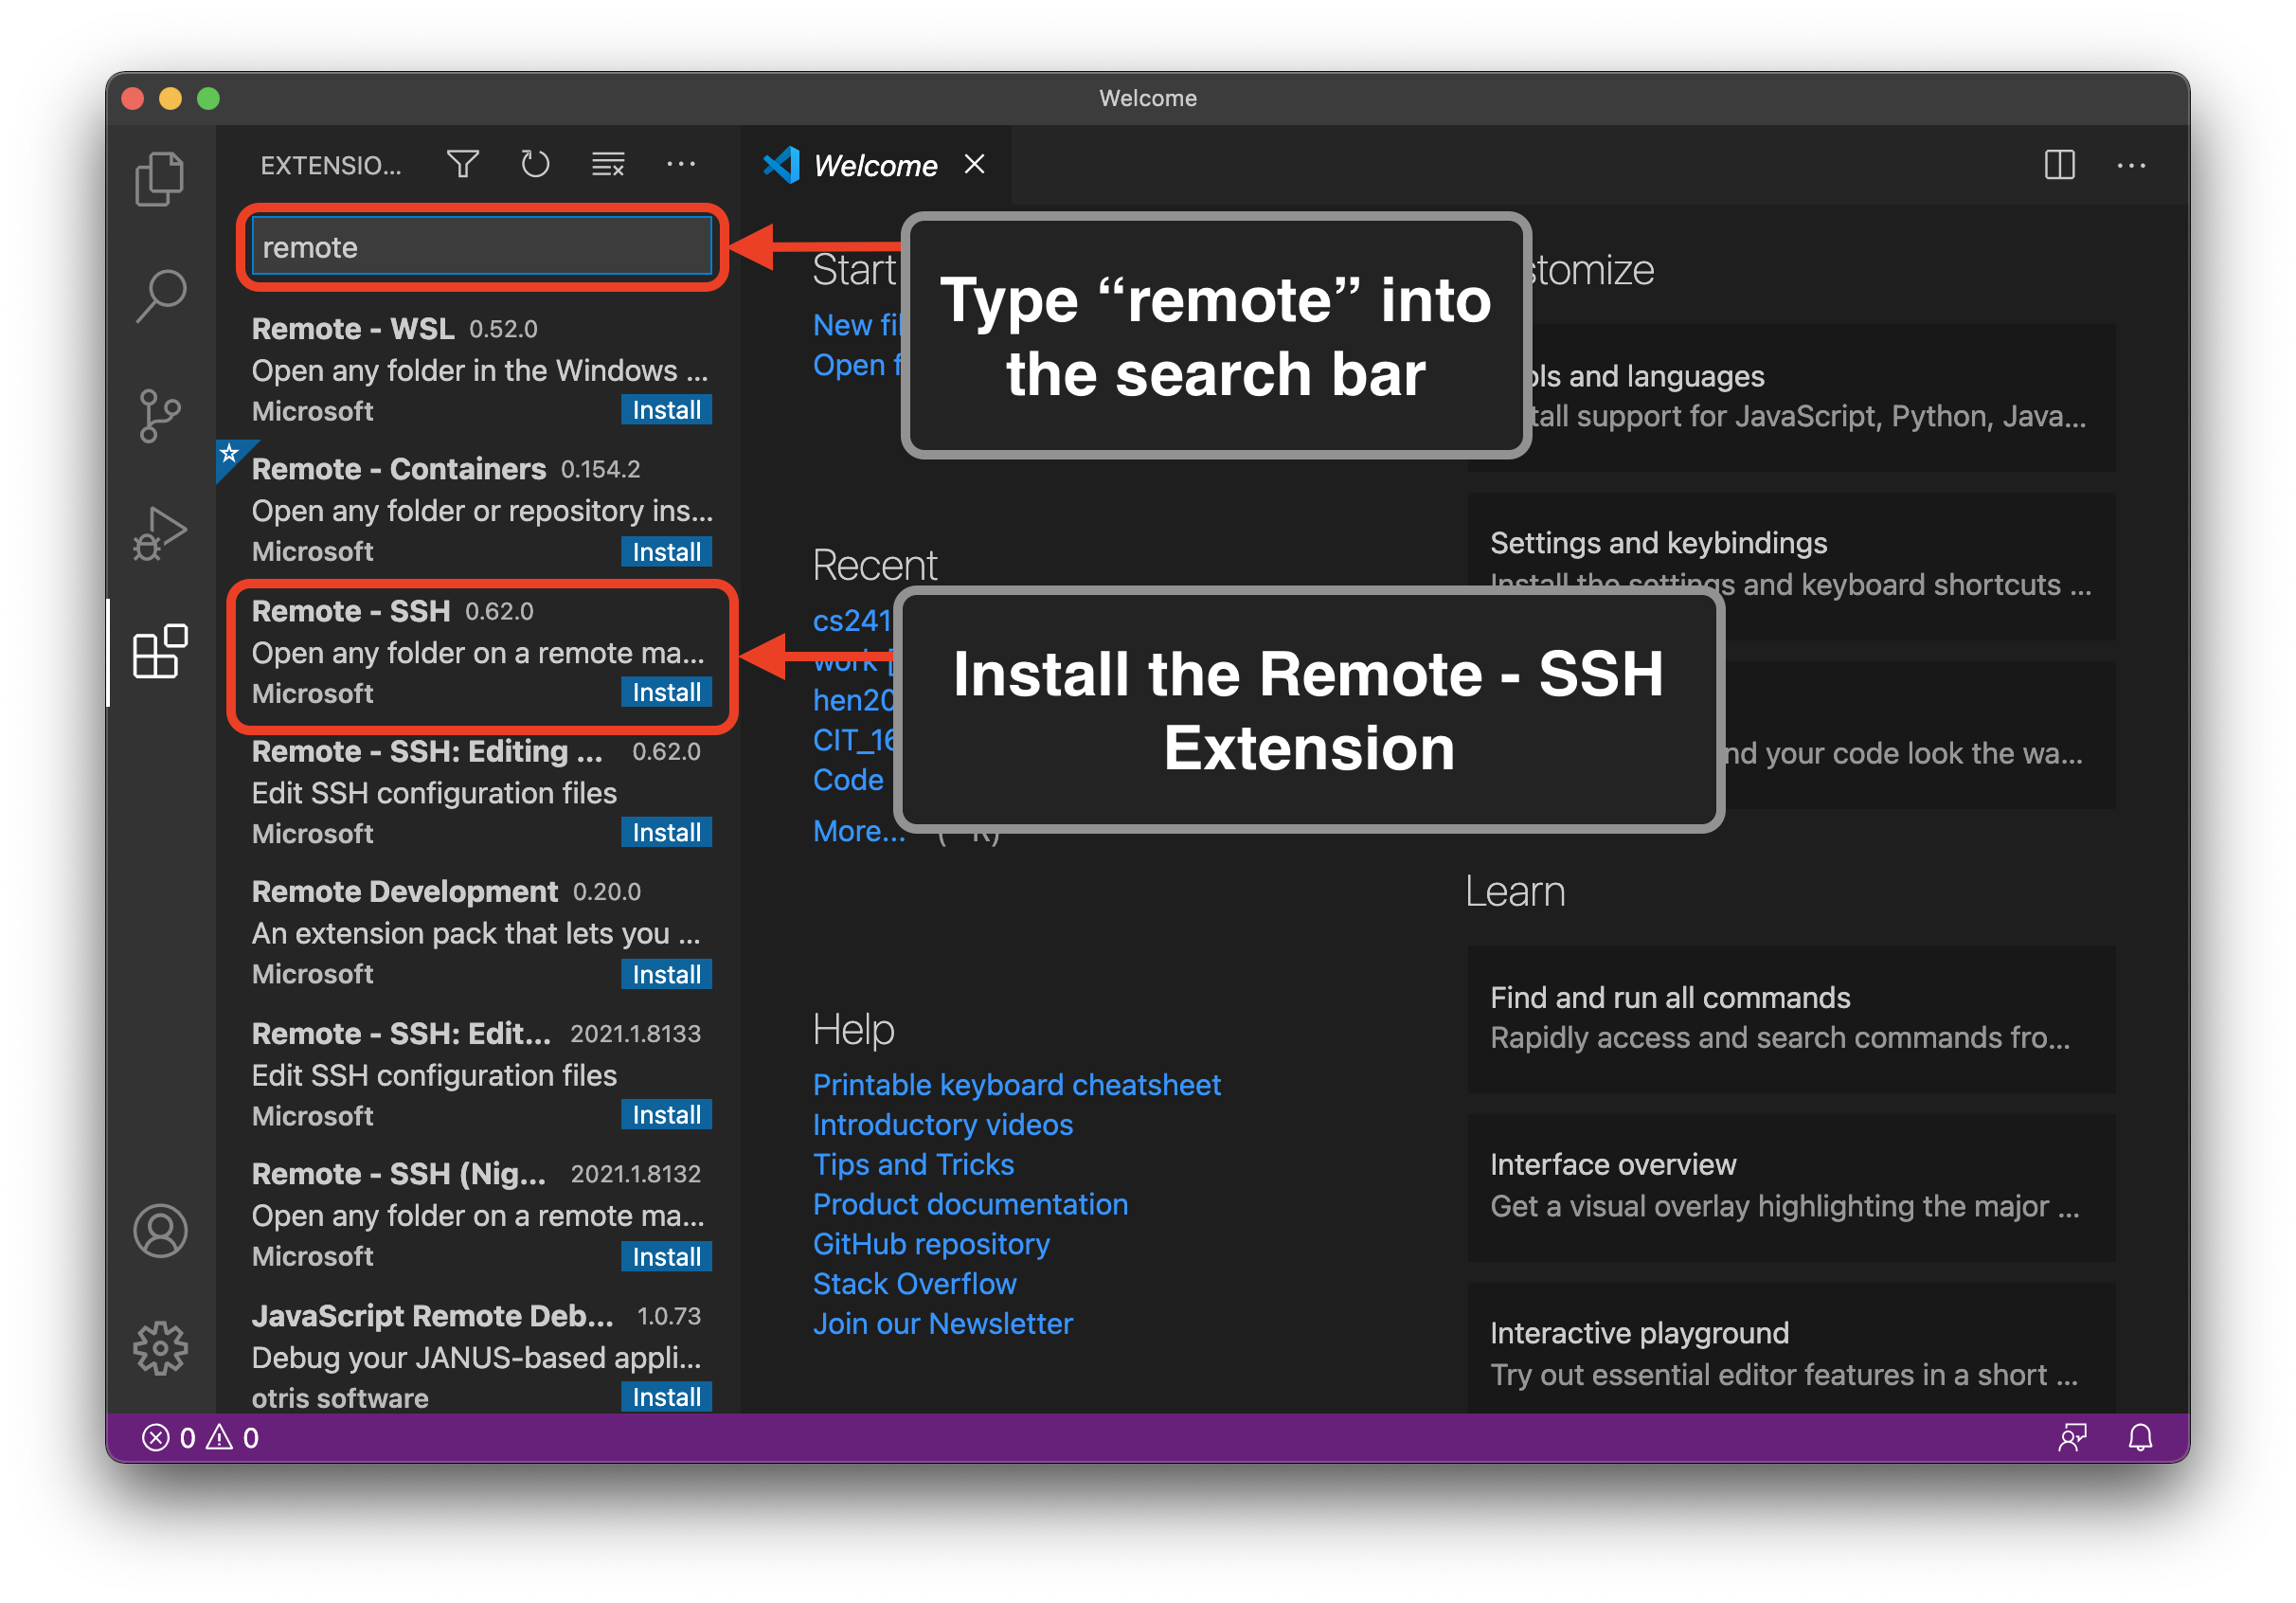 Welcome
EXTENSIO...
remote
Remote - WSL 0.52.0
Open any folder in the Windows ...
Microsoft
Install
Remote - Containers 0.154.2
Open any folder or repository ins...
Microsoft
Install
Remote - SSH 0.62.0
Open any folder on a remote ma...
Microsoft
Install
Remote - SSH: Editing ... 0.62.0
Edit SSH configuration files
Microsoft
Install
Remote Development 0.20.0
An extension pack that lets you ...
Microsoft
Install
Remote - SSH: Edit... 2021.1.8133
Edit SSH configuration files
Microsoft
Install
Remote - SSH (Nig... 2021.1.8132
Open any folder on a remote ma...
Microsoft
Install
JavaScript Remote Deb... 1.0.73
Debug your JANUS-based appli...
otris software
Install
Welcome
Type “remote” into
the search bar
Install the Remote - SSH
Extension
Start
New fil
Open f
Recent
cs241
work [
hen20
CIT_16
Code
More...
Help
Printable keyboard cheatsheet
Introductory videos
Tips and Tricks
Product documentation
GitHub repository
Stack Overflow
Join our Newsletter
stomize
ols and languages
tall support for JavaScript, Python, Java...
Settings and keybindings
Install the settings and keyboard shortcuts ...
nd your code look the wa...
Learn
Find and run all commands
Rapidly access and search commands fro...
Interface overview
Get a visual overlay highlighting the major ...
Interactive playground
Try out essential editor features in a short ...
0 0